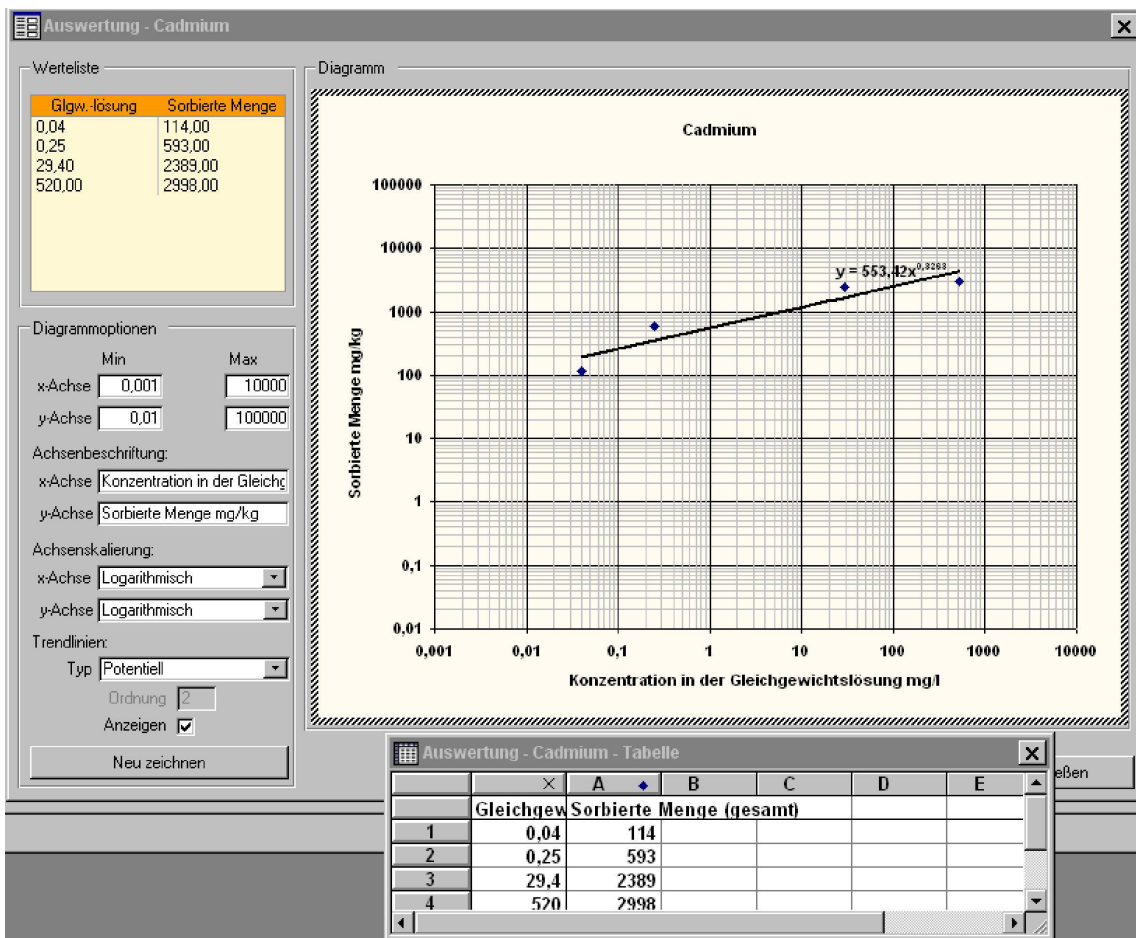 Auswertung - Cadmium
Werteliste
Glgw.-lösung Sorbierte Menge
0,04 114,00
0,25 593,00
29,40 2389,00
520,00 2998,00
Diagrammoptionen
Min Max
x-Achse 0,001 10000
y-Achse 0,01 100000
Achsenbeschriftung:
x-Achse Konzentration in der Gleichg
y-Achse Sorbierte Menge mg/kg
Achsenskalierung:
x-Achse Logarithmisch
y-Achse Logarithmisch
Trendlinien:
Typ Potentiell
Ordnung 2
Anzeigen
Neu zeichnen
Diagramm
Cadmium
100000
10000
1000
100
10
1
0,1
0,01
Sorbierte Menge mg/kg
y = 553,42x
0,001 0,01 0,1 1 10 100 1000 10000
Konzentration in der Gleichgewichtslösung mg/l
eßen
Auswertung - Cadmium - Tabelle
A B C D E
Gleichgew Sorbierte Menge (gesamt)
1 0,04 114
2 0,25 593
3 29,4 2389
4 520 2998